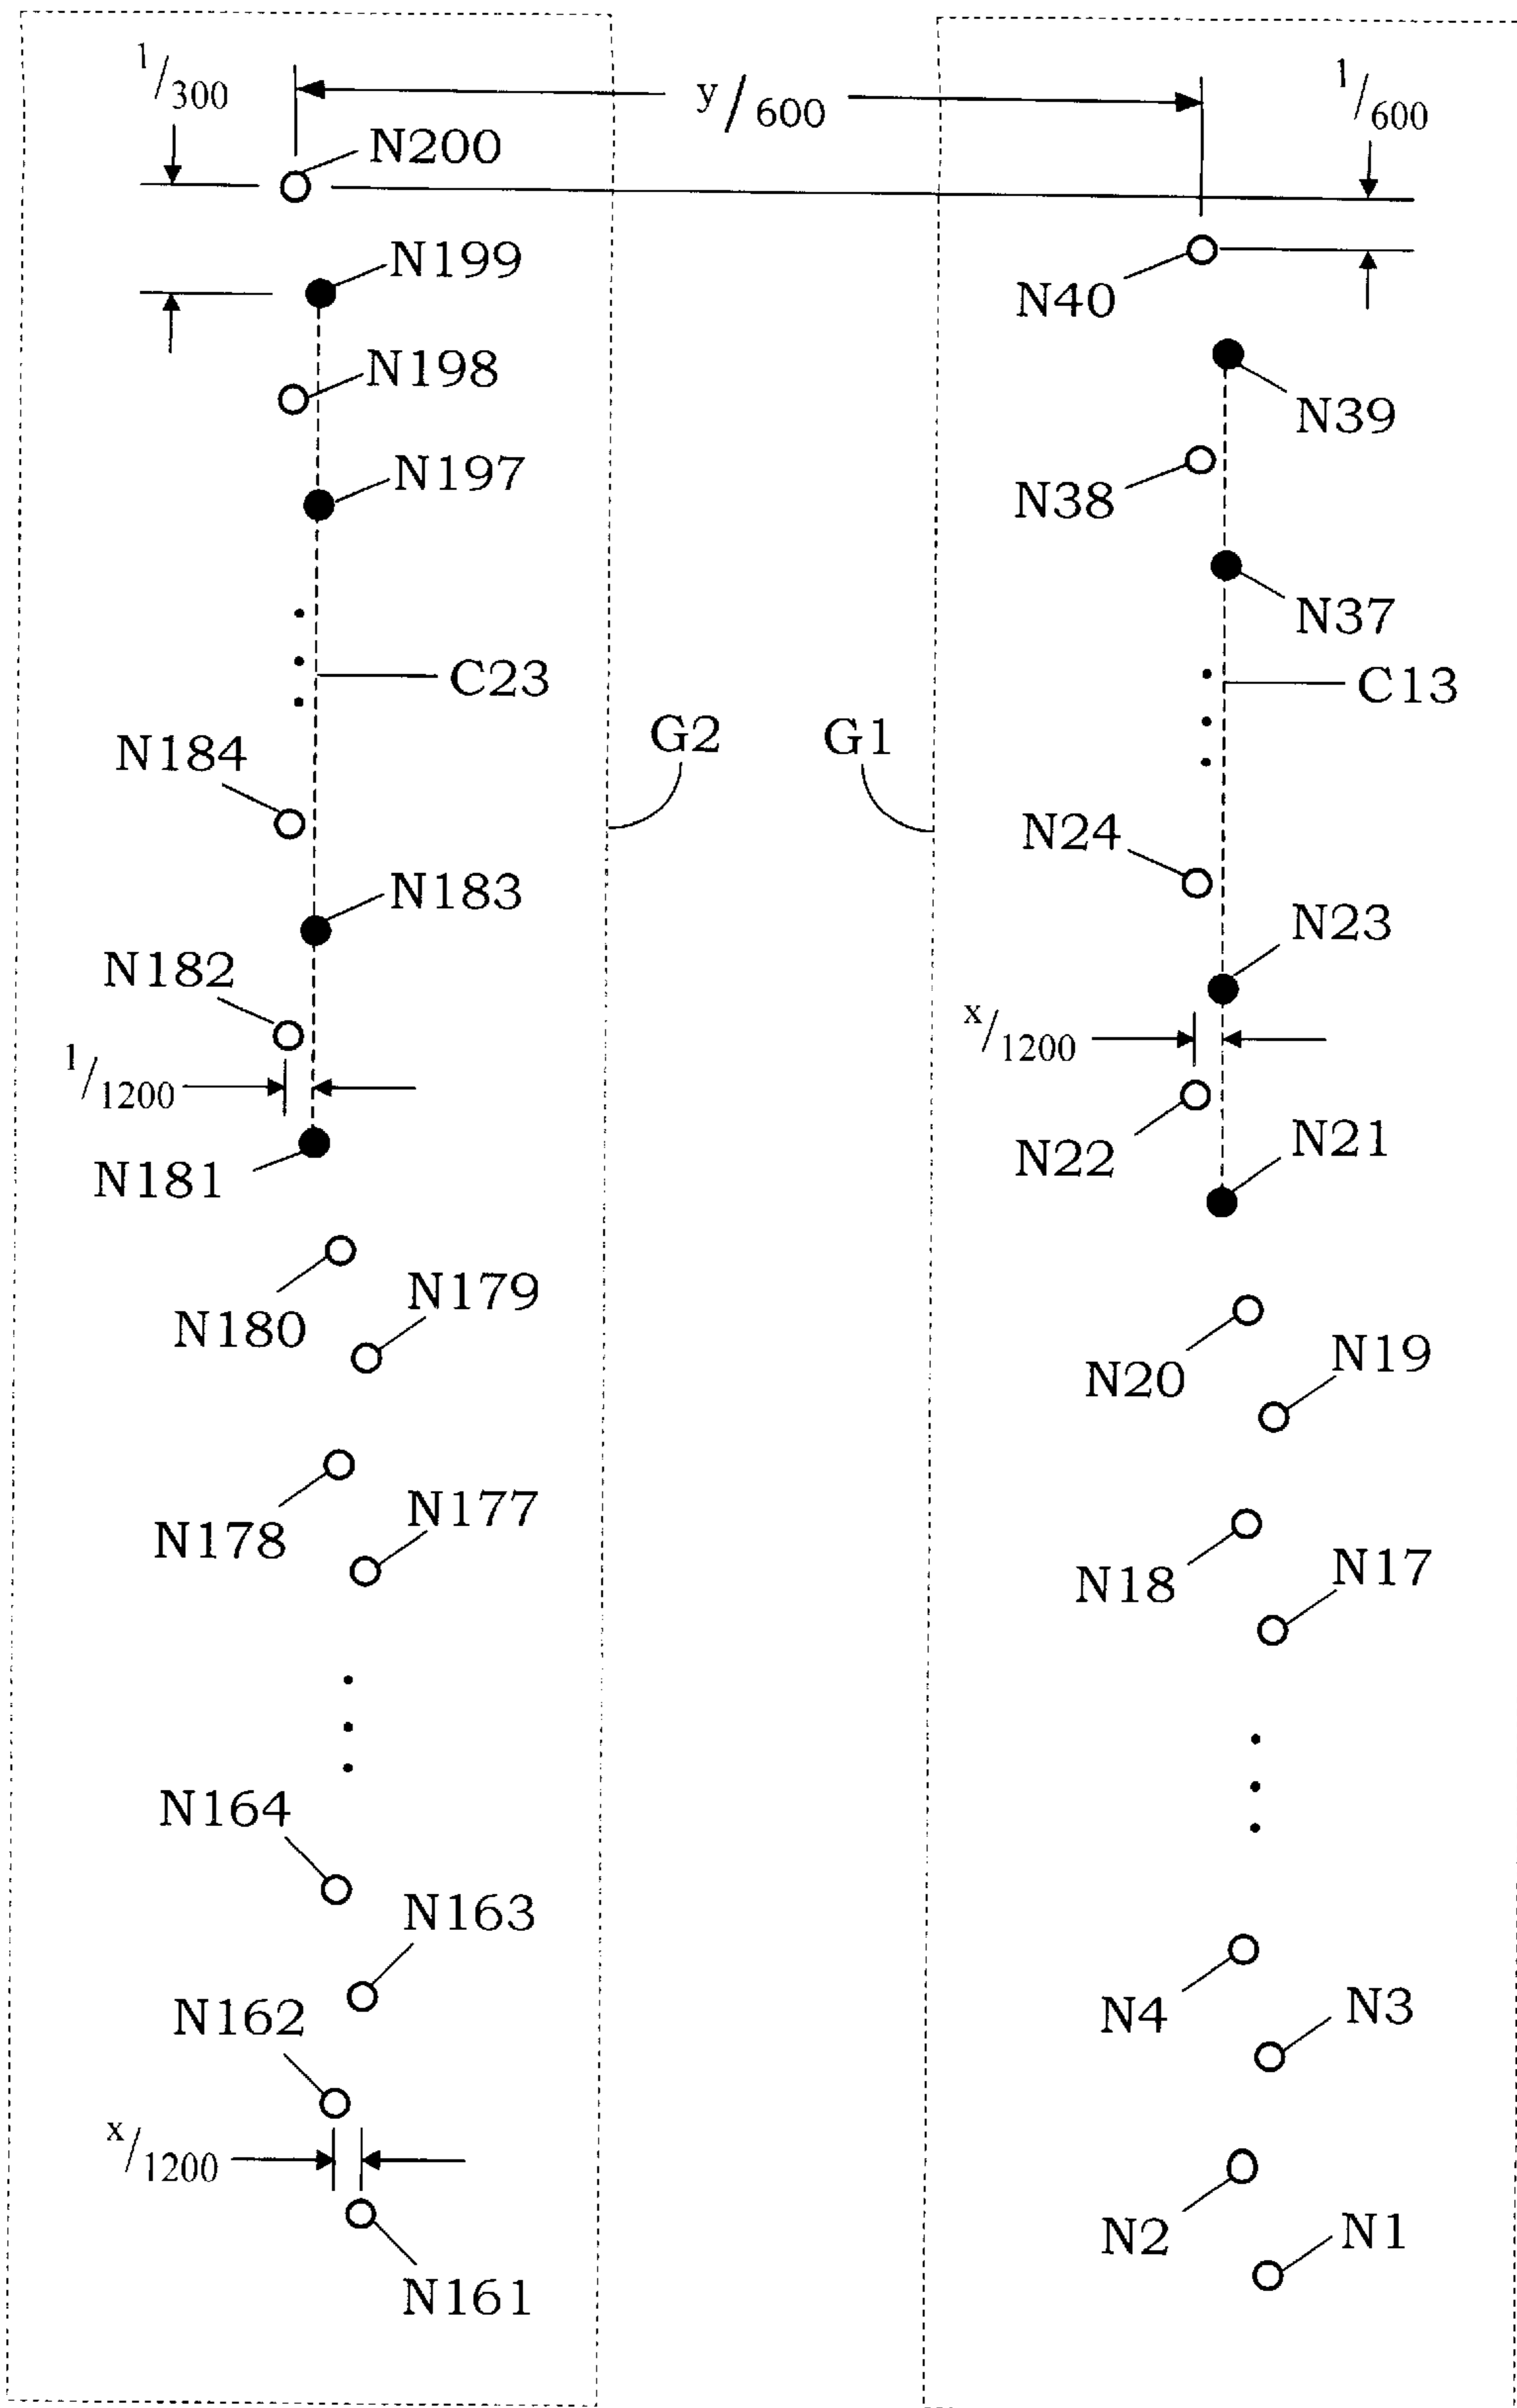 1/300
y/600
1/600
N200
N199
N40
N198
N39
N197
N38
N37
C23
C13
G2
G1
N184
N24
N183
N23
N182
x/1200
1/1200
N22
N21
N181
N180
N179
N20
N19
N178
N177
N18
N17
N164
N163
N162
N4
N3
x/1200
N2
N1
N161